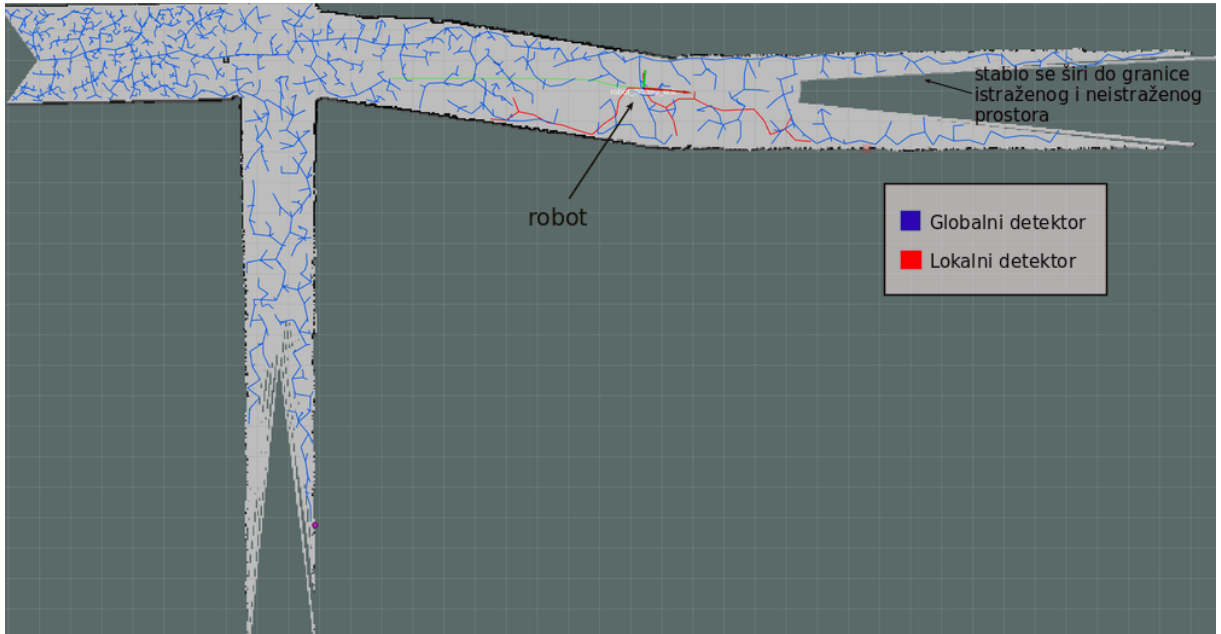 stablo se širi do granice
istraženog i neistraženog
prostora
robot
Globalni detektor
Lokalni detektor